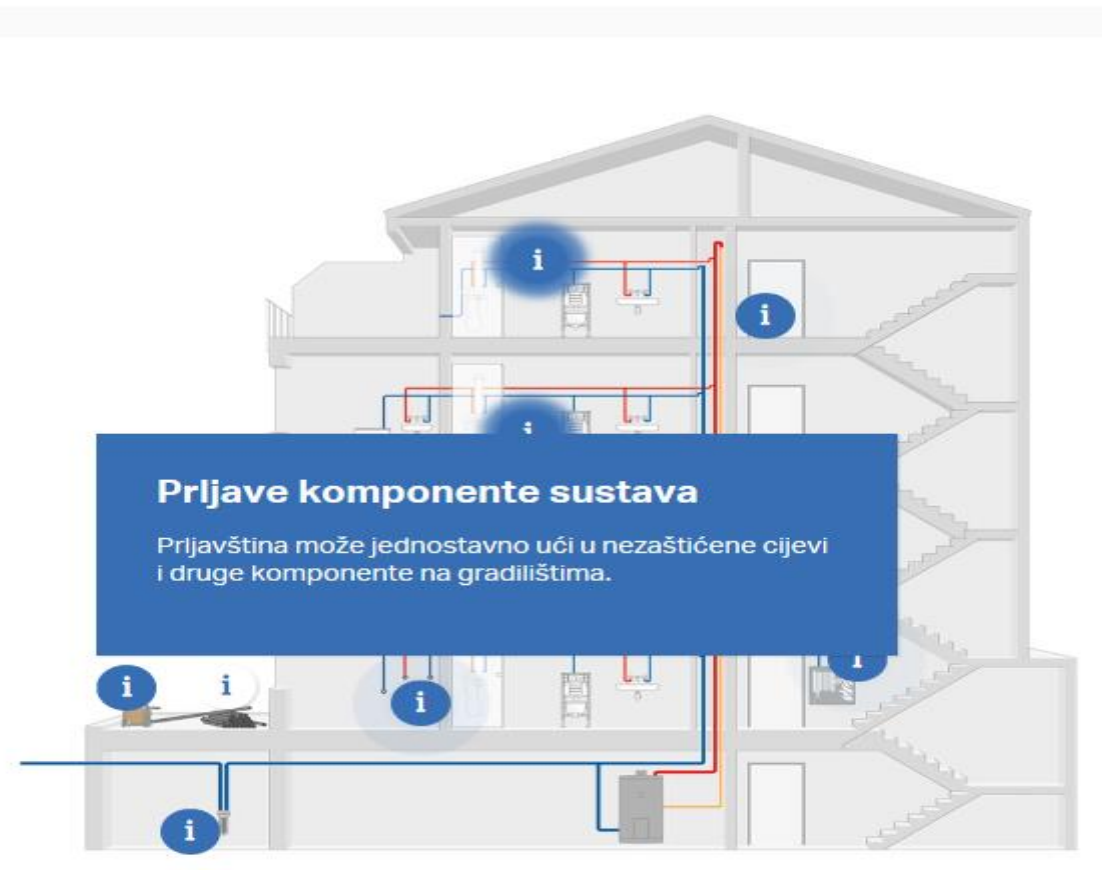 i
i
i
Prljave komponente sustava
Prljavština može jednostavno ući u nezaštićene cijevi
i druge komponente na gradilištima.
i
i
i
i
i